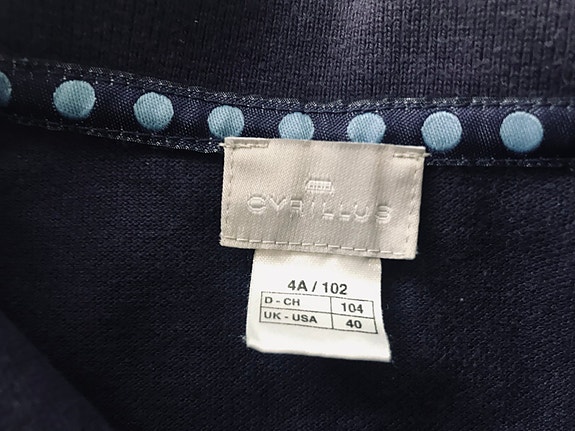 CYRILLUS
4A / 102
D - CH 104
UK - USA 40